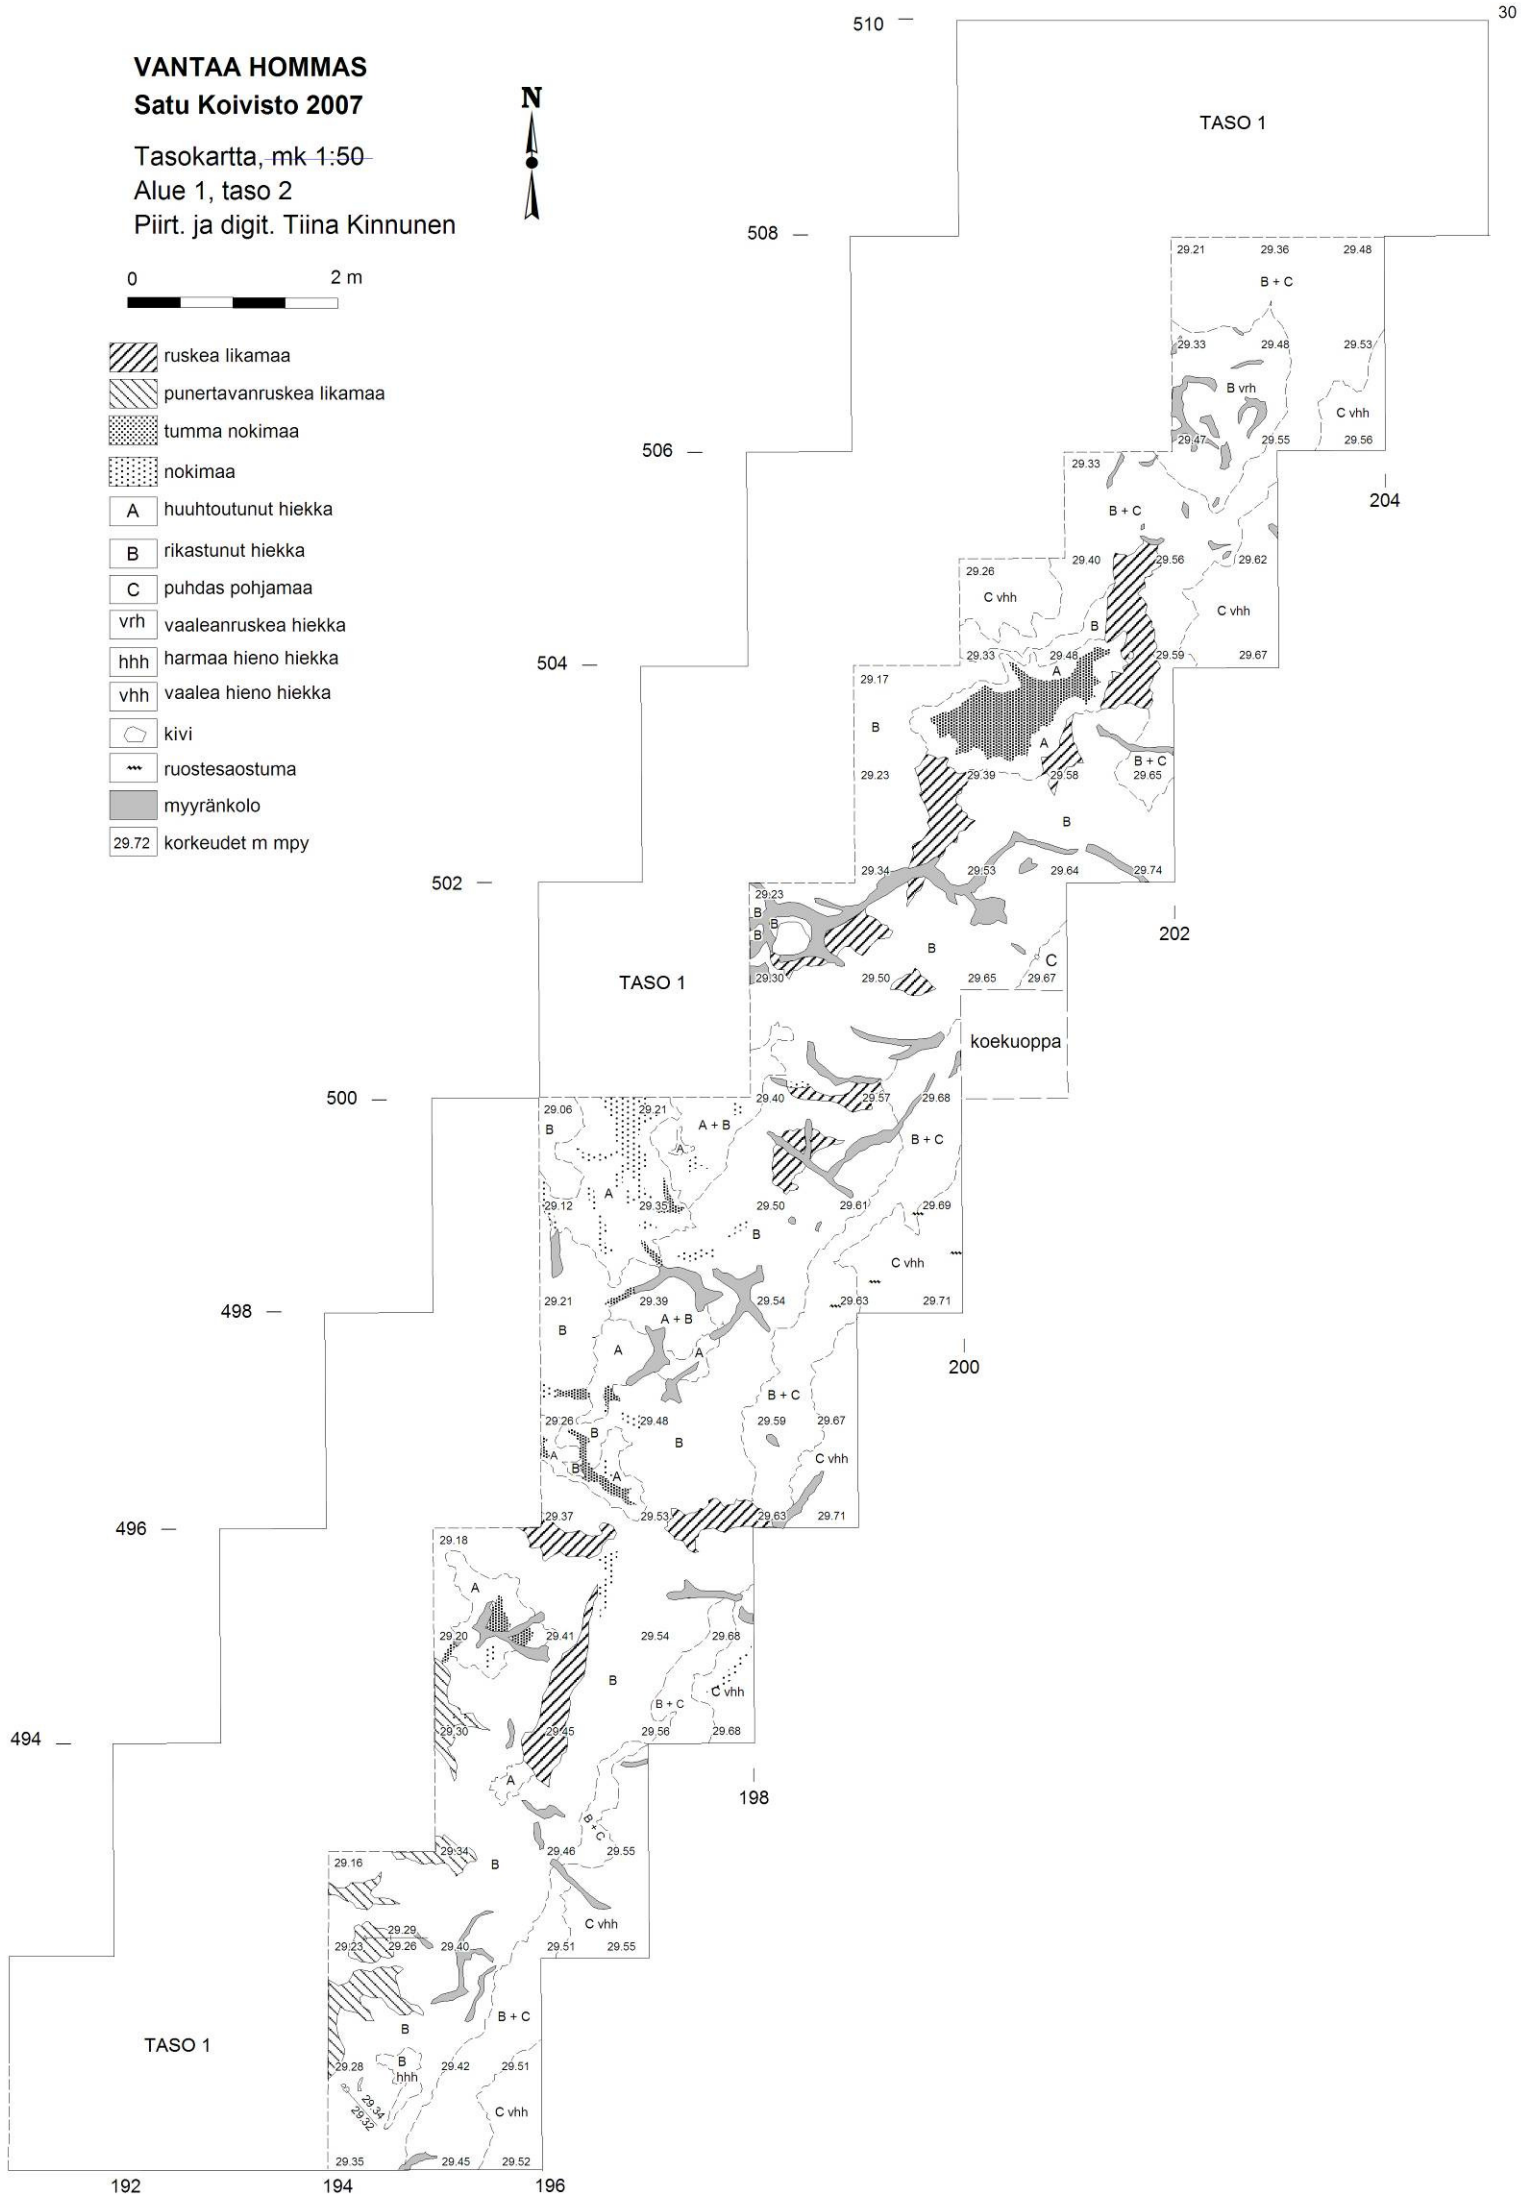 VANTAA HOMMAS
Satu Koivisto 2007
Tasokartta, mk 1:50
Alue 1, taso 2
Piirt. ja digit. Tiina Kinnunen
N
0 2 m
ruskea likamaa
punertavanruskea likamaa
tumma nokimaa
nokimaa
A huuhtoutunut hiekka
B rikastunut hiekka
C puhdas pohjamaa
vrh vaaleanruskea hiekka
hhh harmaa hieno hiekka
vhh vaalea hieno hiekka
kivi
ruostesaostuma
myyränkolo
29.72 korkeudet m mpy
510 30
TASO 1
508
29.21 29.36 29.48
B + C
29.33 29.48 29.53
B vrh
C vhh
29.47 29.55 29.56
506
29.33
204
B + C
29.40 29.56 29.62
29.26
C vhh
C vhh
B
504
29.33 29.48 29.59 29.67
A
29.17
B
A
B + C
29.23 29.39 29.58 29.65
B
29.34 29.53 29.64 29.74
502
29.23
B
B
B
202
B
C
TASO 1
29.30 29.50 29.65 29.67
koekuoppa
500
29.06 29.21 29.40 29.57 29.68
B
A + B
A
B + C
A
29.12 29.35 29.50 29.61 29.69
B
C vhh
29.21 29.39 29.54 29.63 29.71
498
A + B
B
A
A
200
B + C
29.26 29.48 29.59 29.67
B
B
A
B
A
C vhh
29.37 29.53 29.63 29.71
496
29.18
A
29.20 29.41 29.54 29.68
B
C vhh
B + C
29.30 29.45 29.56 29.68
494
A
198
B + C
29.34 29.46 29.55
29.16
B
C vhh
29.29
29.23 29.26 29.40 29.51 29.55
B + C
B
TASO 1
B
hhh
29.28 29.42 29.51
29.34
29.32
C vhh
29.35 29.45 29.52
192 194 196